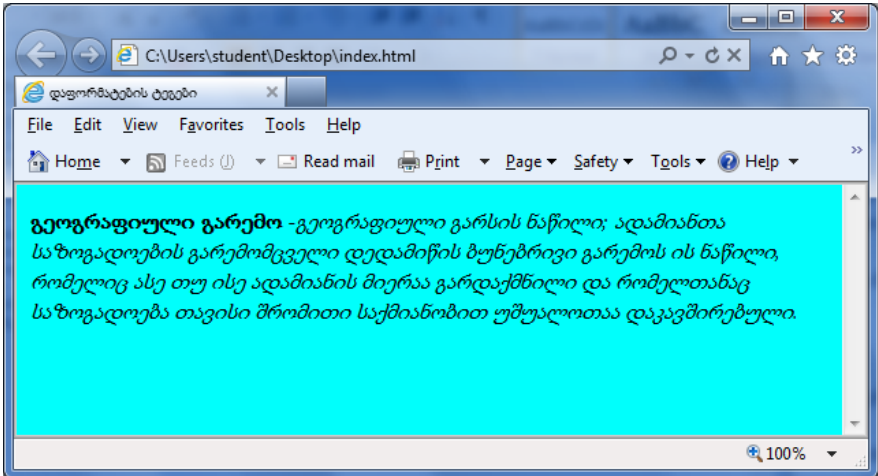 C:\Users\student\Desktop\index.html
დაფორმატების ტეგები
File Edit View Favorites Tools Help
Home Feeds (J) Read mail Print Page Safety Tools Help »
გეოგრაფიული გარემო -გეოგრაფიული გარსის ნაწილი; ადამიანთა
საზოგადოების გარემომცველი დედამიწის ბუნებრივი გარემოს ის ნაწილი,
რომელიც ასე თუ ისე ადამიანის მიერაა გარდაქმნილი და რომელთანაც
საზოგადოება თავისი შრომითი საქმიანობით უშუალოთაა დაკავშირებული.
100%